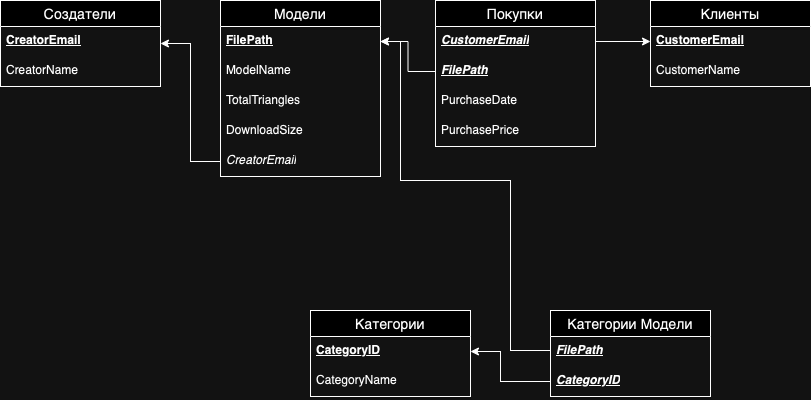 Создатели
CreatorEmail
CreatorName
Модели
FilePath
ModelName
TotalTriangles
DownloadSize
CreatorEmail
Покупки
CustomerEmail
FilePath
PurchaseDate
PurchasePrice
Клиенты
CustomerEmail
CustomerName
Категории
CategoryID
CategoryName
Категории Модели
FilePath
CategoryID